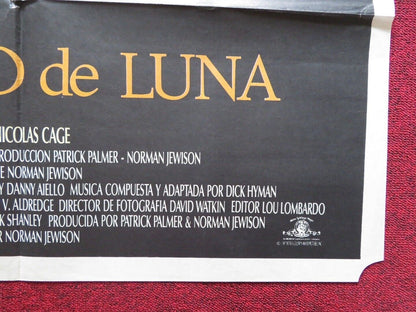 O de LUNA
NICOLAS CAGE
RODUCCION PATRICK PALMER - NORMAN JEWISON
E NORMAN JEWISON
Y DANNY AIELLO MUSICA COMPUESTA Y ADAPTADA POR DICK HYMAN
V. ALDREDGE DIRECTOR DE FOTOGRAFIA DAVID WATKIN EDITOR LOU LOMBARDO
K SHANLEY PRODUCIDA POR PATRICK PALMER & NORMAN JEWISON
R NORMAN JEWISON